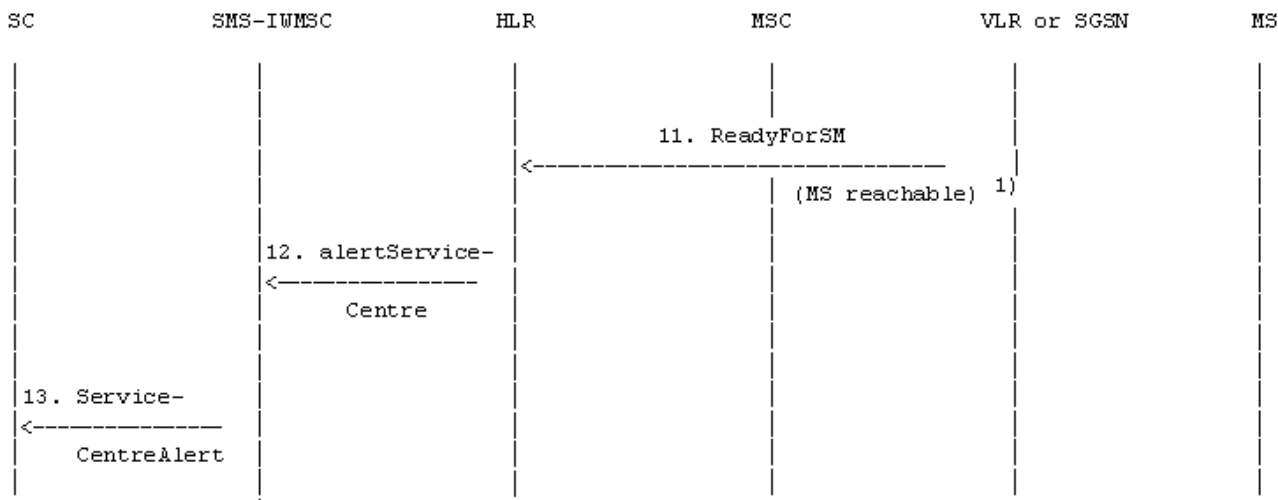 SC SMS-IWMSC HLR MSC VLR or SGSN MS
11. ReadyForSM
(MS reachable) 1)
12. alertService-
Centre
13. Service-
CentreAlert